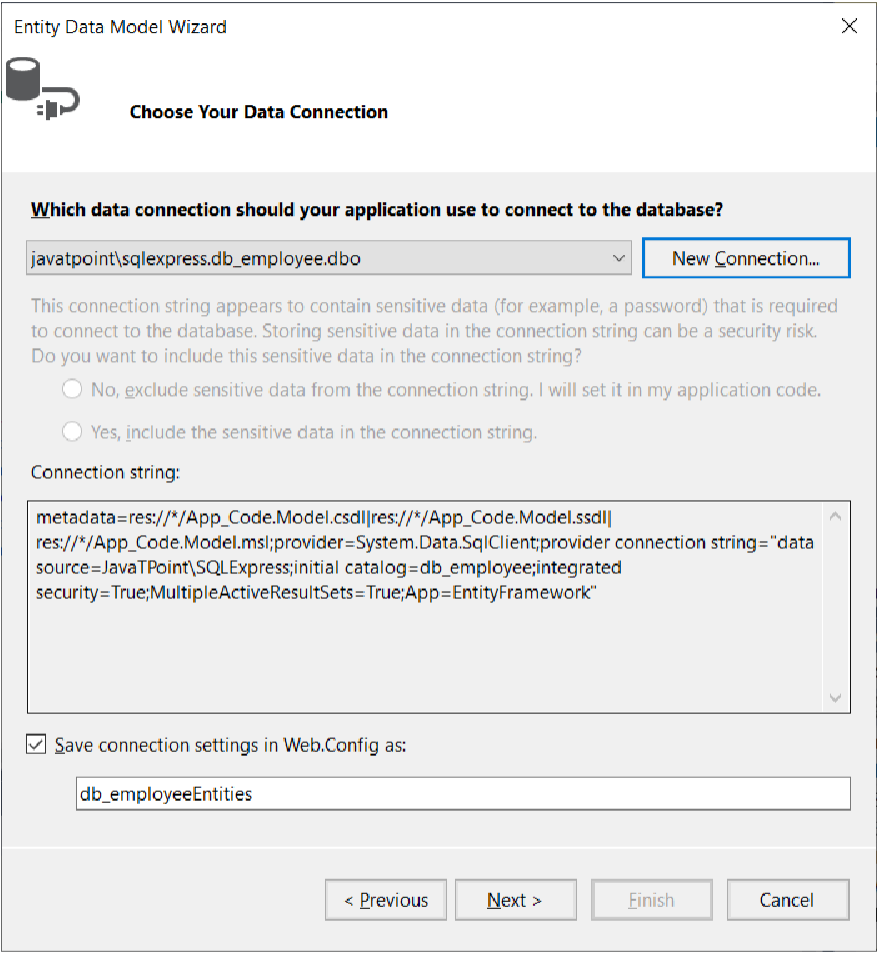 Entity Data Model Wizard
Choose Your Data Connection
Which data connection should your application use to connect to the database?
javatpoint\sqlexpress.db_employee.dbo
New Connection...
This connection string appears to contain sensitive data (for example, a password) that is required
to connect to the database. Storing sensitive data in the connection string can be a security risk.
Do you want to include this sensitive data in the connection string?
No, exclude sensitive data from the connection string. I will set it in my application code.
Yes, include the sensitive data in the connection string.
Connection string:
metadata=res://*/App_Code.Model.csdl|res://*/App_Code.Model.ssdl|
res://*/App_Code.Model.msl;provider=System.Data.SqlClient;provider connection string="data
source=JavaTPoint\SQLExpress;initial catalog=db_employee;integrated
security=True;MultipleActiveResultSets=True;App=EntityFramework"
Save connection settings in Web.Config as:
db_employeeEntities
< Previous
Next >
Finish
Cancel